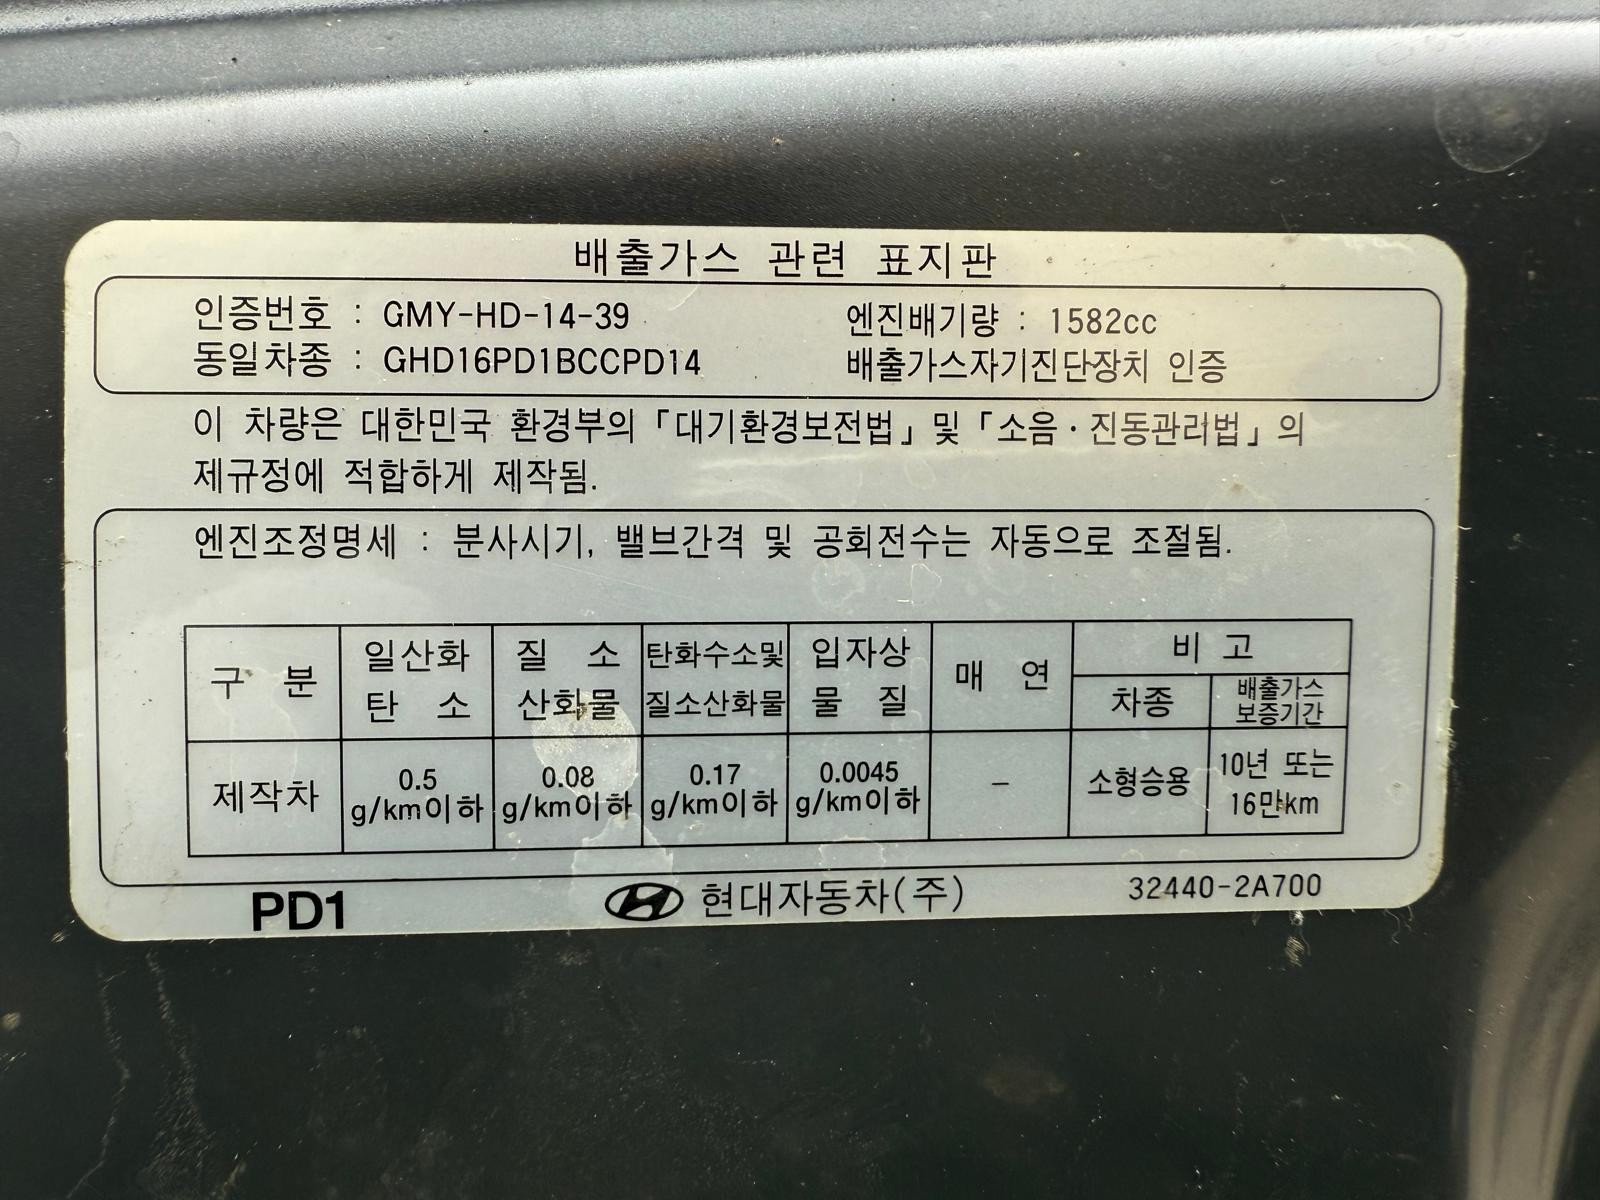 배출가스 관련 표지판
인증번호 : GMY-HD-14-39 엔진배기량 : 1582cc
동일차종 : GHD16PD1BCCPD14 배출가스자기진단장치 인증
이 차량은 대한민국 환경부의 「대기환경보전법」 및 「소음·진동관리법」의
제규정에 적합하게 제작됨.
엔진조정명세 : 분사시기, 밸브간격 및 공회전수는 자동으로 조절됨.
구 분 일산화 탄 소 질 소 산화물 탄화수소및 질소산화물 입자상 물 질 매 연 비 고
차종 배출가스 보증기간
제작차 0.5 g/km이하 0.08 g/km이하 0.17 g/km이하 0.0045 g/km이하 - 소형승용 10년 또는 16만km
PD1 현대자동차(주) 32440-2A700